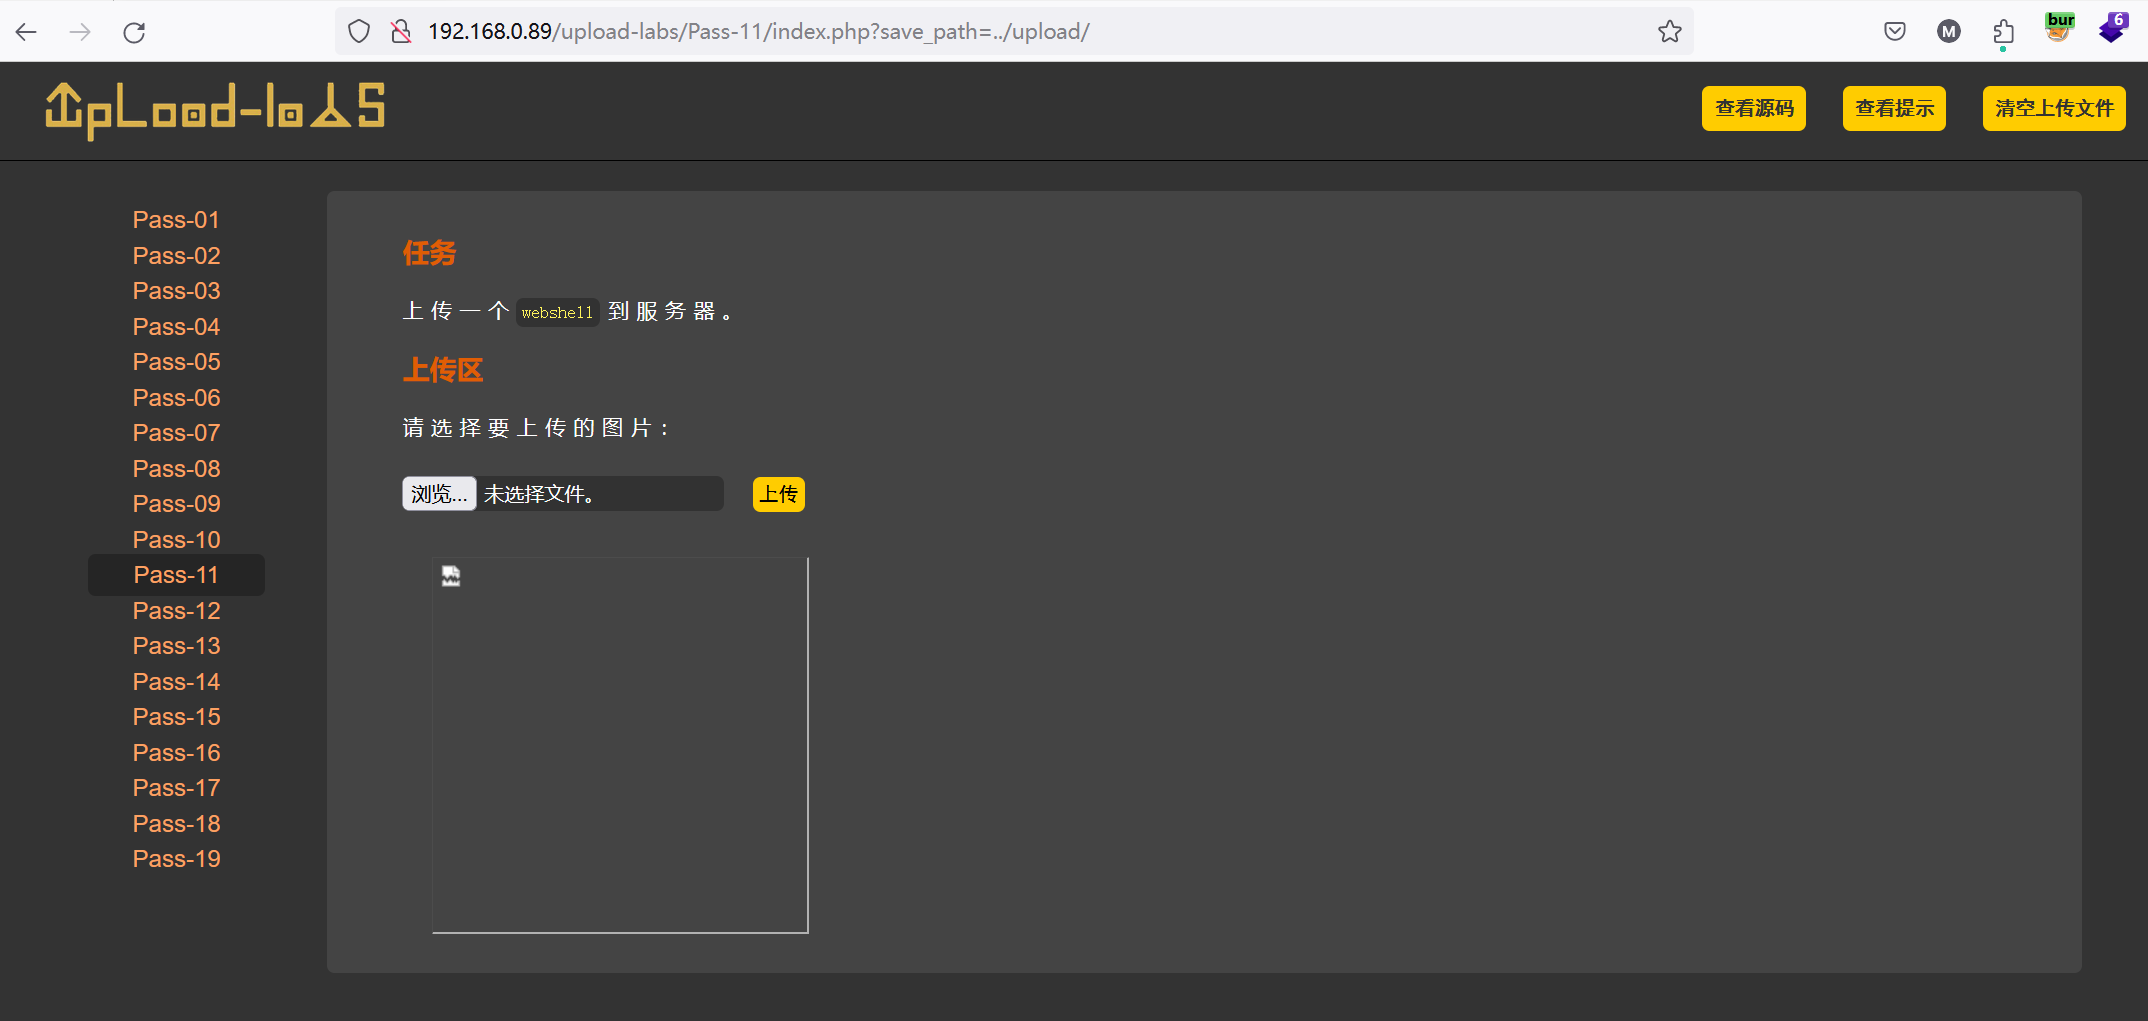 192.168.0.89/upload-labs/Pass-11/index.php?save_path=../upload/
M
bur
6
UpLoad-labS
查看源码
查看提示
清空上传文件
Pass-01
Pass-02
Pass-03
Pass-04
Pass-05
Pass-06
Pass-07
Pass-08
Pass-09
Pass-10
Pass-11
Pass-12
Pass-13
Pass-14
Pass-15
Pass-16
Pass-17
Pass-18
Pass-19
任务
上传一个 webshell 到服务器。
上传区
请选择要上传的图片：
浏览... 未选择文件。 上传